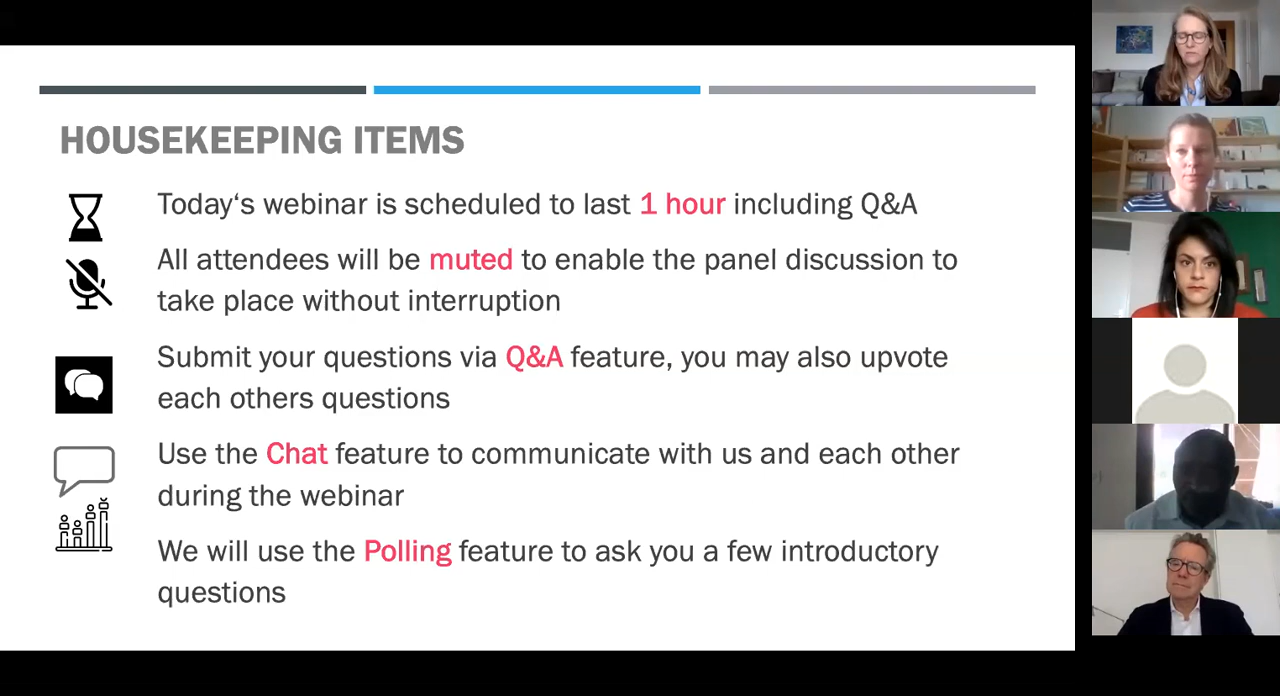 HOUSEKEEPING ITEMS
Today‘s webinar is scheduled to last 1 hour including Q&A
All attendees will be muted to enable the panel discussion to
take place without interruption
Submit your questions via Q&A feature, you may also upvote
each others questions
Use the Chat feature to communicate with us and each other
during the webinar
We will use the Polling feature to ask you a few introductory
questions